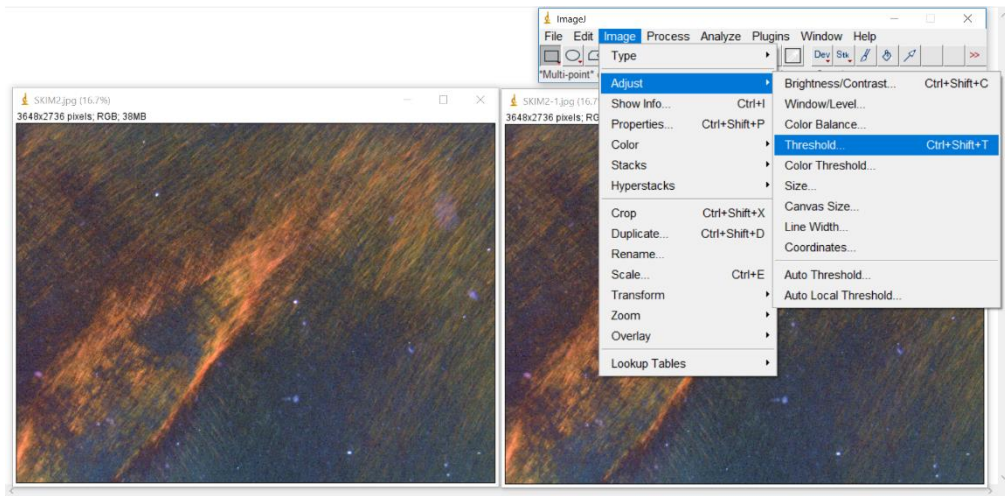 ImageJ
File Edit Image Process Analyze Plugins Window Help
Dev Stk >>
*Multi-point*
Type
Adjust
Show Info... Ctrl+I
Properties... Ctrl+Shift+P
Color
Stacks
Hyperstacks
Crop Ctrl+Shift+X
Duplicate... Ctrl+Shift+D
Rename...
Scale... Ctrl+E
Transform
Zoom
Overlay
Lookup Tables
Brightness/Contrast... Ctrl+Shift+C
Window/Level...
Color Balance...
Threshold... Ctrl+Shift+T
Color Threshold...
Size...
Canvas Size...
Line Width...
Coordinates...
Auto Threshold...
Auto Local Threshold...
SKIM2.jpg (16.7%)
3648x2736 pixels; RGB; 38MB
SKIM2-1.jpg (16.7
3648x2736 pixels; RG